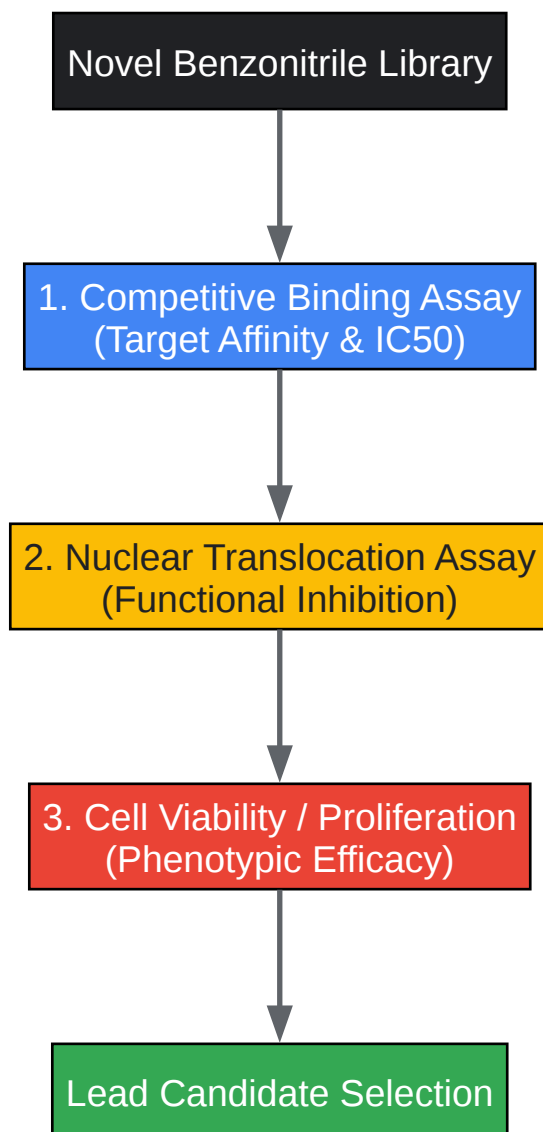 Novel Benzonitrile Library
1. Competitive Binding Assay
(Target Affinity & IC50)
2. Nuclear Translocation Assay
(Functional Inhibition)
3. Cell Viability / Proliferation
(Phenotypic Efficacy)
Lead Candidate Selection